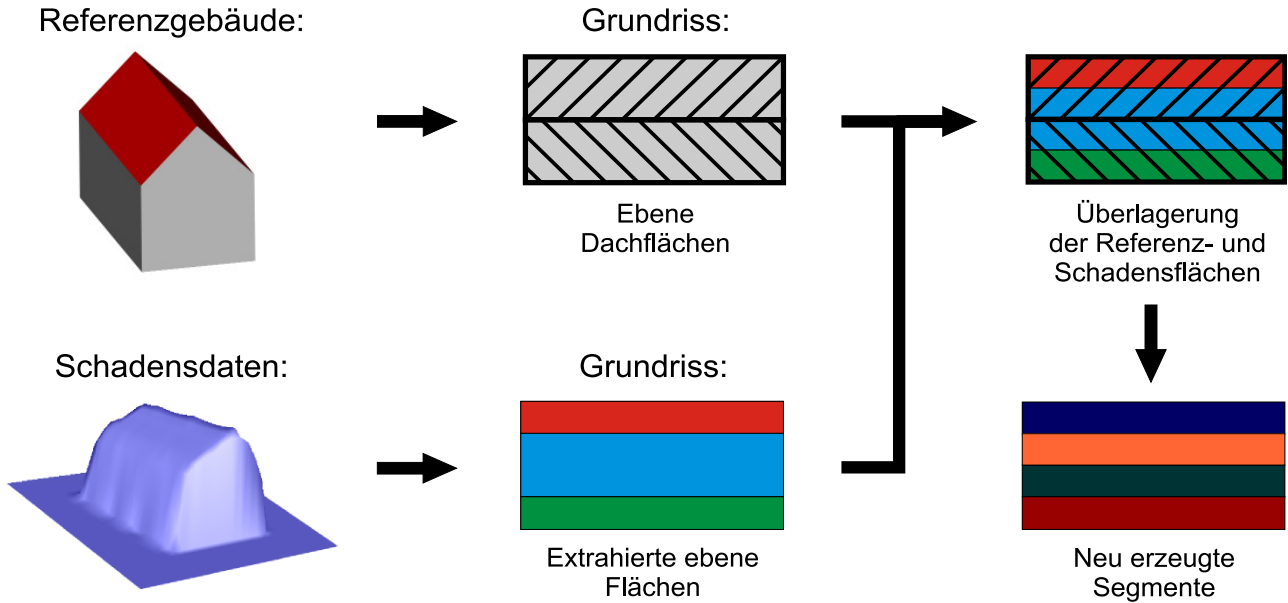 Referenzgebäude:
Grundriss:
Ebene
Dachflächen
Überlagerung
der Referenz- und
Schadensflächen
Schadensdaten:
Grundriss:
Extrahierte ebene
Flächen
Neu erzeugte
Segmente